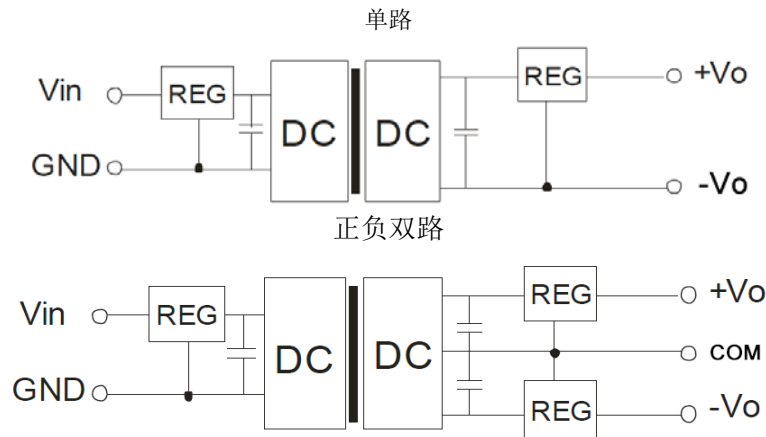 单路
Vin REG DC DC REG +Vo
GND -Vo
正负双路
Vin REG DC DC REG +Vo
COM
GND REG -Vo